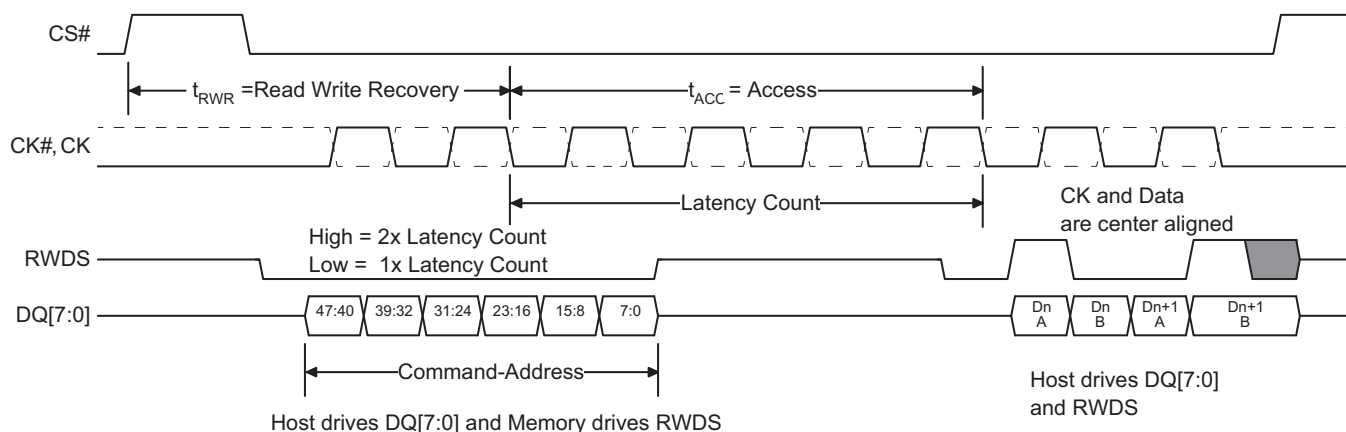 CS#
tRWR =Read Write Recovery
tACC = Access
CK#, CK
Latency Count
CK and Data
are center aligned
High = 2x Latency Count
Low = 1x Latency Count
RWDS
DQ[7:0]
47:40 39:32 31:24 23:16 15:8 7:0
Dn
A
Dn
B
Dn+1
A
Dn+1
B
Command-Address
Host drives DQ[7:0]
and RWDS
Host drives DQ[7:0] and Memory drives RWDS